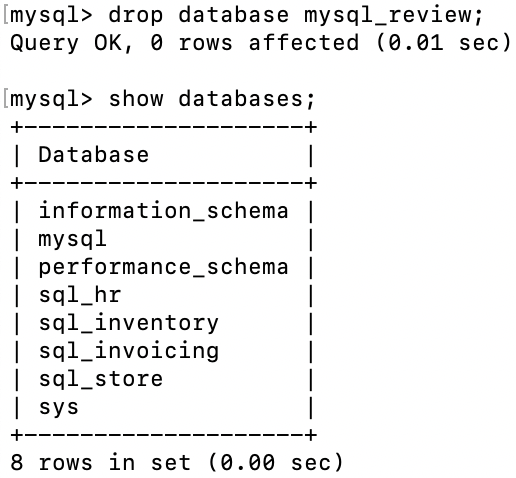 [mysql> drop database mysql_review;
Query OK, 0 rows affected (0.01 sec)
[mysql> show databases;
+--------------------+
| Database           |
+--------------------+
| information_schema |
| mysql              |
| performance_schema |
| sql_hr             |
| sql_inventory      |
| sql_invoicing      |
| sql_store          |
| sys                |
+--------------------+
8 rows in set (0.00 sec)